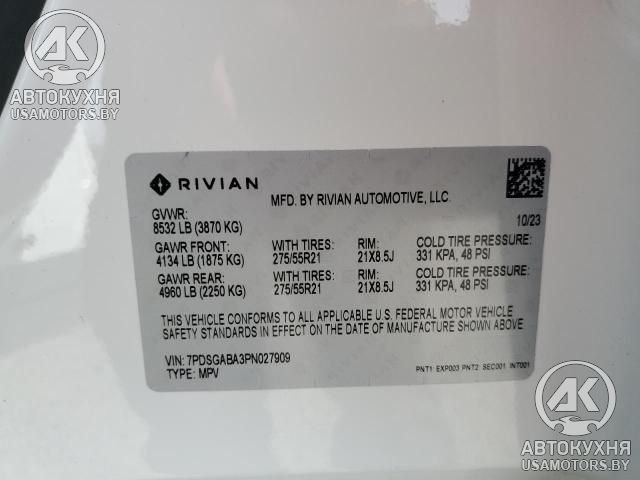 AK
АВТОКУХНЯ
USAMOTORS.BY
RIVIAN
MFD. BY RIVIAN AUTOMOTIVE, LLC.
10/23
GVWR:
8532 LB (3870 KG)
GAWR FRONT: WITH TIRES: RIM: COLD TIRE PRESSURE:
4134 LB (1875 KG) 275/55R21 21X8.5J 331 KPA, 48 PSI
GAWR REAR: WITH TIRES: RIM: COLD TIRE PRESSURE:
4960 LB (2250 KG) 275/55R21 21X8.5J 331 KPA, 48 PSI
THIS VEHICLE CONFORMS TO ALL APPLICABLE U.S. FEDERAL MOTOR VEHICLE
SAFETY STANDARDS IN EFFECT ON THE DATE OF MANUFACTURE SHOWN ABOVE
VIN: 7PDSGABA3PN027909
TYPE: MPV
PNT1: EXP003 PNT2: SEC001 INT001
AK
АВТОКУХНЯ
USAMOTORS.BY